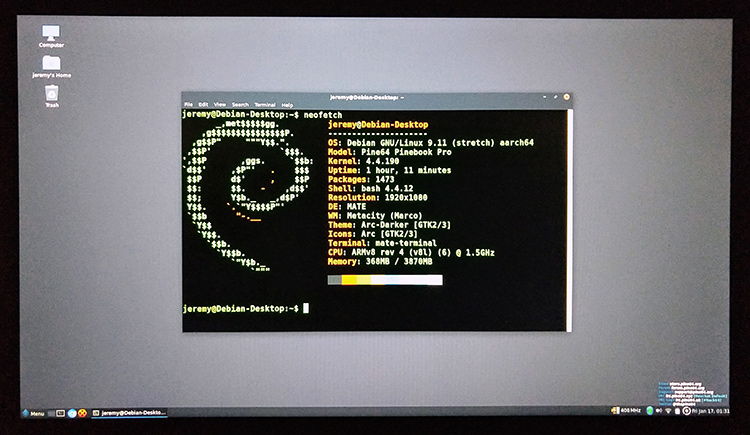 Computer
jeremy's Home
Trash
jeremy@Debian-Desktop: ~
File Edit View Search Terminal Help
jeremy@Debian-Desktop:~$ neofetch
jeremy@Debian-Desktop
-------------------------
OS: Debian GNU/Linux 9.11 (stretch) aarch64
Model: Pine64 Pinebook Pro
Kernel: 4.4.190
Uptime: 1 hour, 11 minutes
Packages: 1473
Shell: bash 4.4.12
Resolution: 1920x1080
DE: MATE
WM: Metacity (Marco)
Theme: Arc-Darker [GTK2/3]
Icons: Arc [GTK2/3]
Terminal: mate-terminal
CPU: ARMv8 rev 4 (v8l) (6) @ 1.5GHz
Memory: 368MB / 3870MB
jeremy@Debian-Desktop:~$
Menu jeremy@Debian-Deskto... 408 MHz Fri Jan 17, 01:31